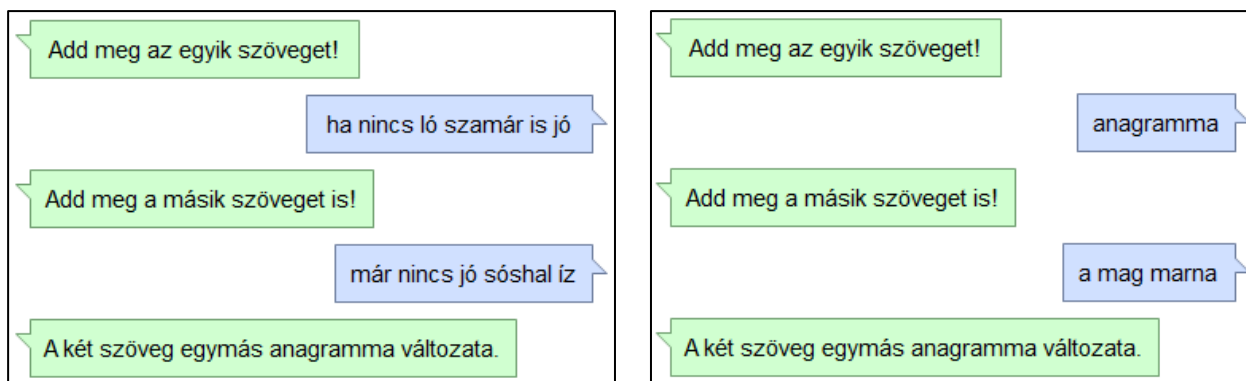 Add meg az egyik szöveget!
ha nincs ló szamár is jó
Add meg a másik szöveget is!
már nincs jó sóshal íz
A két szöveg egymás anagramma változata.
Add meg az egyik szöveget!
anagramma
Add meg a másik szöveget is!
a mag marna
A két szöveg egymás anagramma változata.